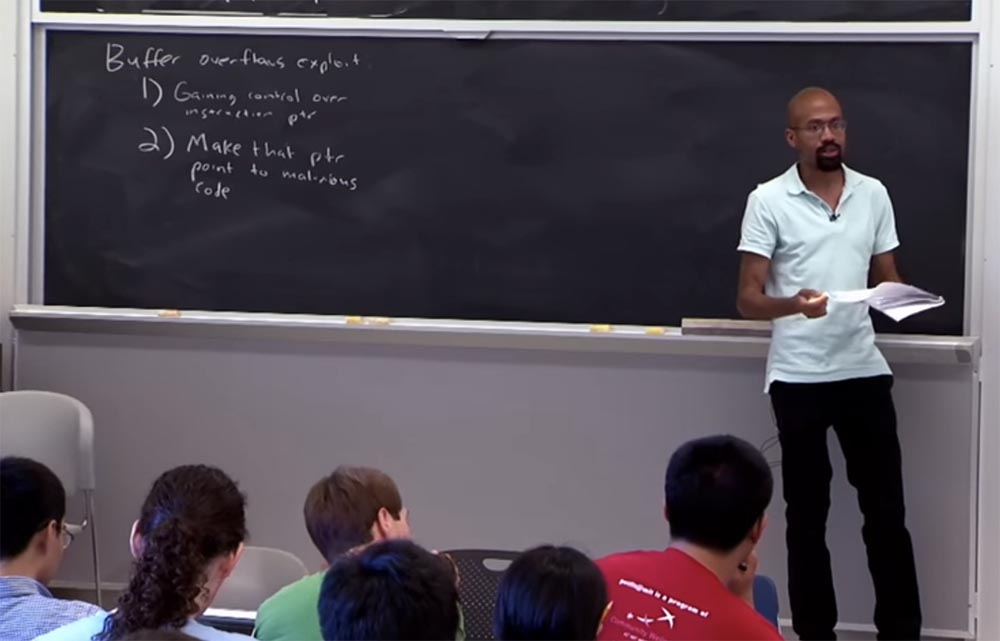 Buffer overflows exploit
1) Gaining control over
instruction ptr
2) Make that ptr
point to malicious
code
is a program of
Community